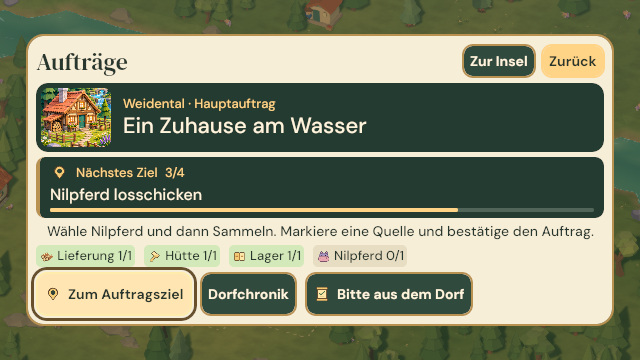 Aufträge
Zur Insel
Zurück
Weidental · Hauptauftrag
Ein Zuhause am Wasser
Nächstes Ziel 3/4
Nilpferd losschicken
Wähle Nilpferd und dann Sammeln. Markiere eine Quelle und bestätige den Auftrag.
Lieferung 1/1
Hütte 1/1
Lager 1/1
Nilpferd 0/1
Zum Auftragsziel
Dorfchronik
Bitte aus dem Dorf